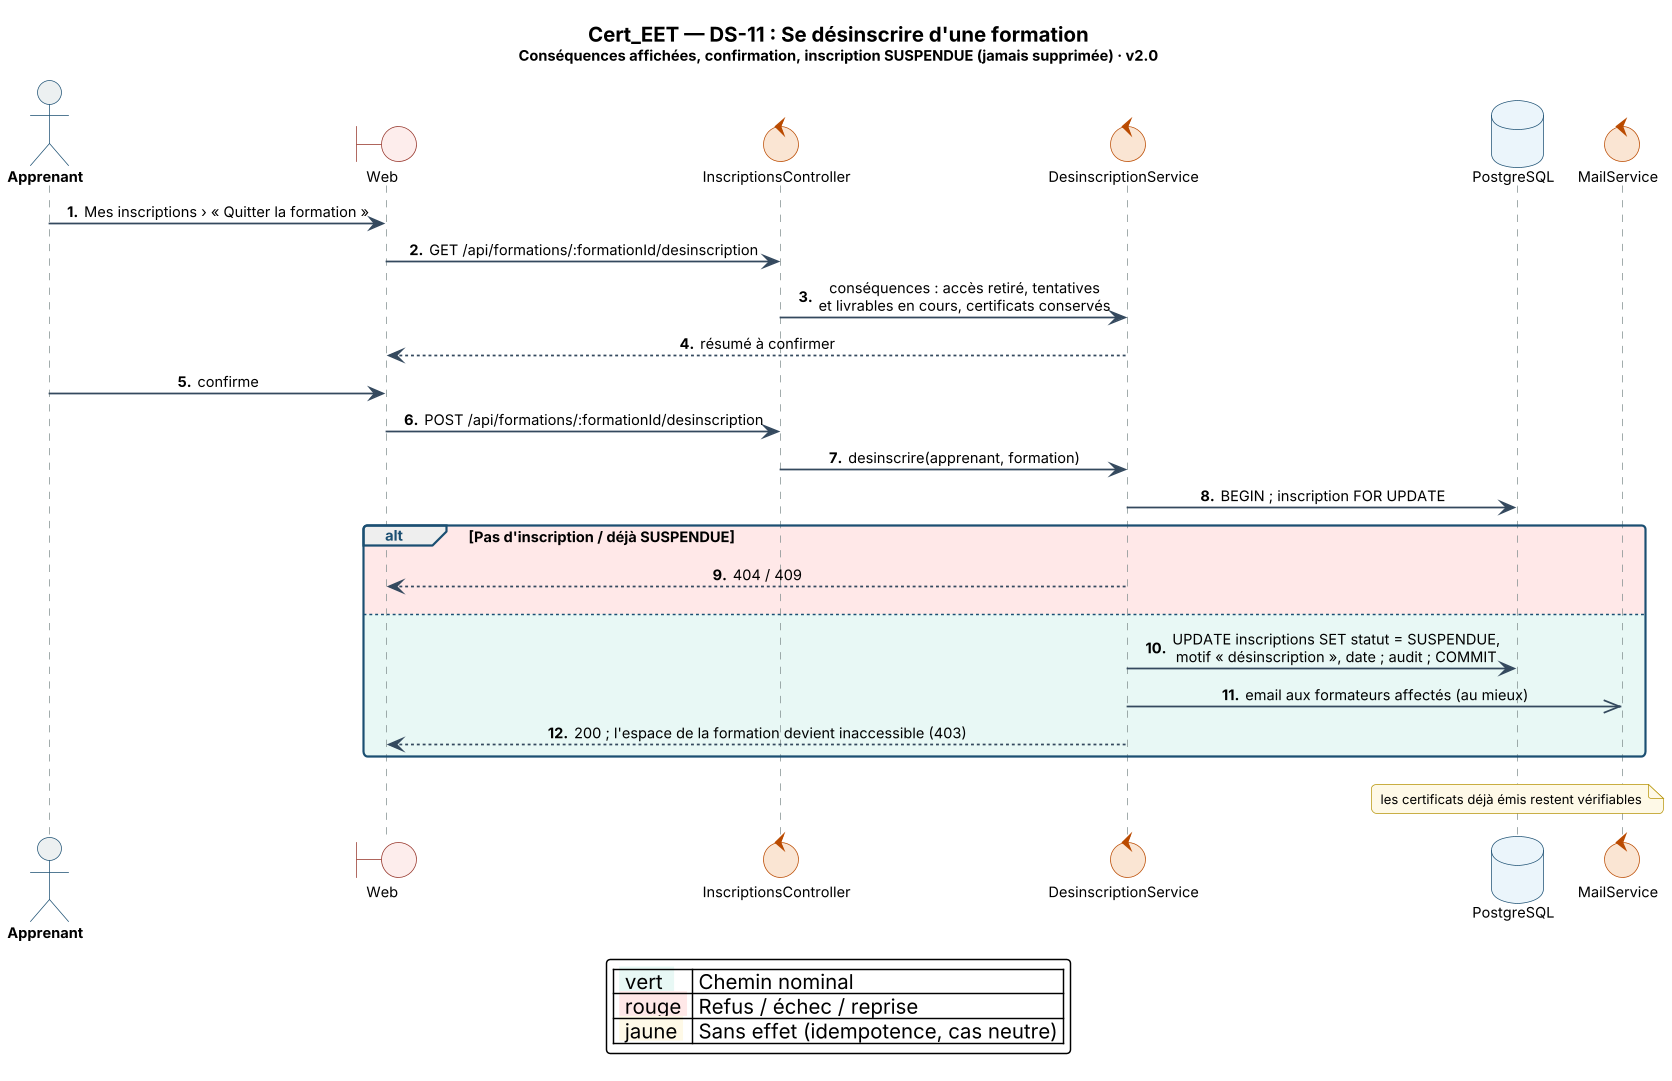 Cert_EET — DS-11 : Se désinscrire d'une formation
Conséquences affichées, confirmation, inscription SUSPENDUE (jamais supprimée) · v2.0
Apprenant
Web
InscriptionsController
DesinscriptionService
PostgreSQL
MailService
1. Mes inscriptions › « Quitter la formation »
2. GET /api/formations/:formationId/desinscription
3. conséquences : accès retiré, tentatives
et livrables en cours, certificats conservés
4. résumé à confirmer
5. confirme
6. POST /api/formations/:formationId/desinscription
7. desinscrire(apprenant, formation)
8. BEGIN ; inscription FOR UPDATE
alt [Pas d'inscription / déjà SUSPENDUE]
9. 404 / 409
10. UPDATE inscriptions SET statut = SUSPENDUE,
motif « désinscription », date ; audit ; COMMIT
11. email aux formateurs affectés (au mieux)
12. 200 ; l'espace de la formation devient inaccessible (403)
les certificats déjà émis restent vérifiables
Apprenant
Web
InscriptionsController
DesinscriptionService
PostgreSQL
MailService
vert Chemin nominal
rouge Refus / échec / reprise
jaune Sans effet (idempotence, cas neutre)